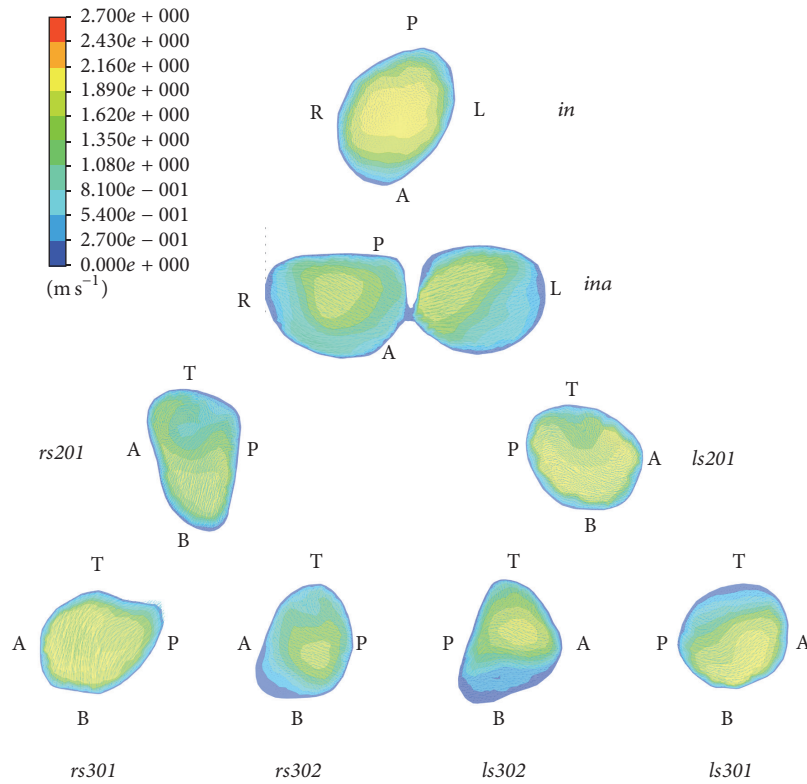 2.700e + 000
2.430e + 000
2.160e + 000
1.890e + 000
1.620e + 000
1.350e + 000
1.080e + 000
8.100e − 001
5.400e − 001
2.700e − 001
0.000e + 000
(m s⁻¹)
P
R L in
A
P
R L ina
A
T T
rs201 A P P A ls201
B B
T T T T
A P A P P A P A
B B B B
rs301 rs302 ls302 ls301